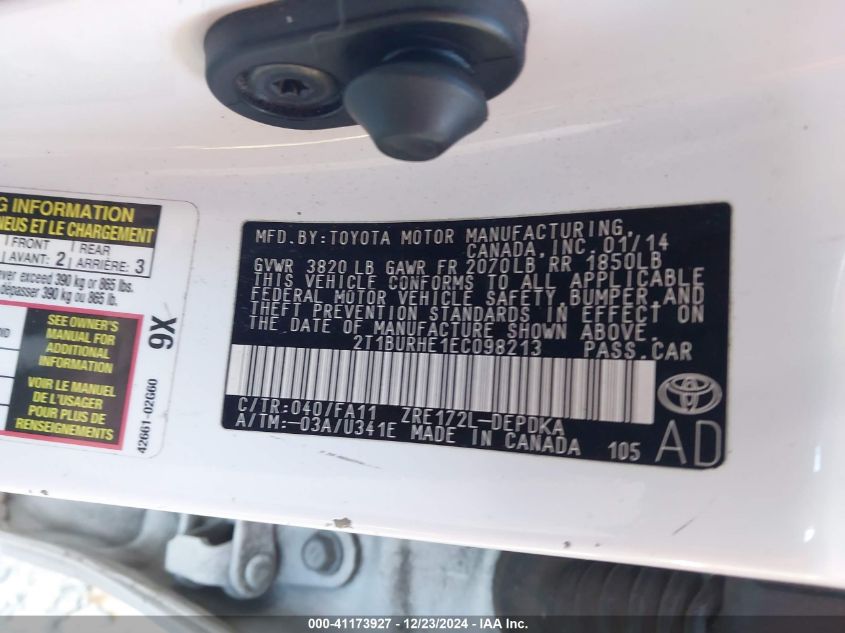 G INFORMATION
NEUS ET LE CHARGEMENT
FRONT REAR
AVANT: 2 ARRIÈRE: 3
ver exceed 390 kg or 865 lbs.
dépasser 390 kg ou 865 lb.
SEE OWNER'S
MANUAL FOR
ADDITIONAL
INFORMATION
VOIR LE MANUEL
POUR PLUS DE
RENSEIGNEMENTS
9X
42661-02G60
MFD. BY: TOYOTA MOTOR MANUFACTURING,
CANADA, INC. 01/14
GVWR 3820 LB GAWR FR 2070LB RR 1850LB
THIS VEHICLE CONFORMS TO ALL APPLICABLE
FEDERAL MOTOR VEHICLE SAFETY, BUMPER, AND
THEFT PREVENTION STANDARDS IN EFFECT ON
THE DATE OF MANUFACTURE SHOWN ABOVE.
2T1BURHE1EC098213 PASS. CAR
C/TR: 040/FA11 ZRE172L-DEPDKA
A/TM: -03A/U341E MADE IN CANADA 105
AD
000-41173927 - 12/23/2024 - IAA Inc.